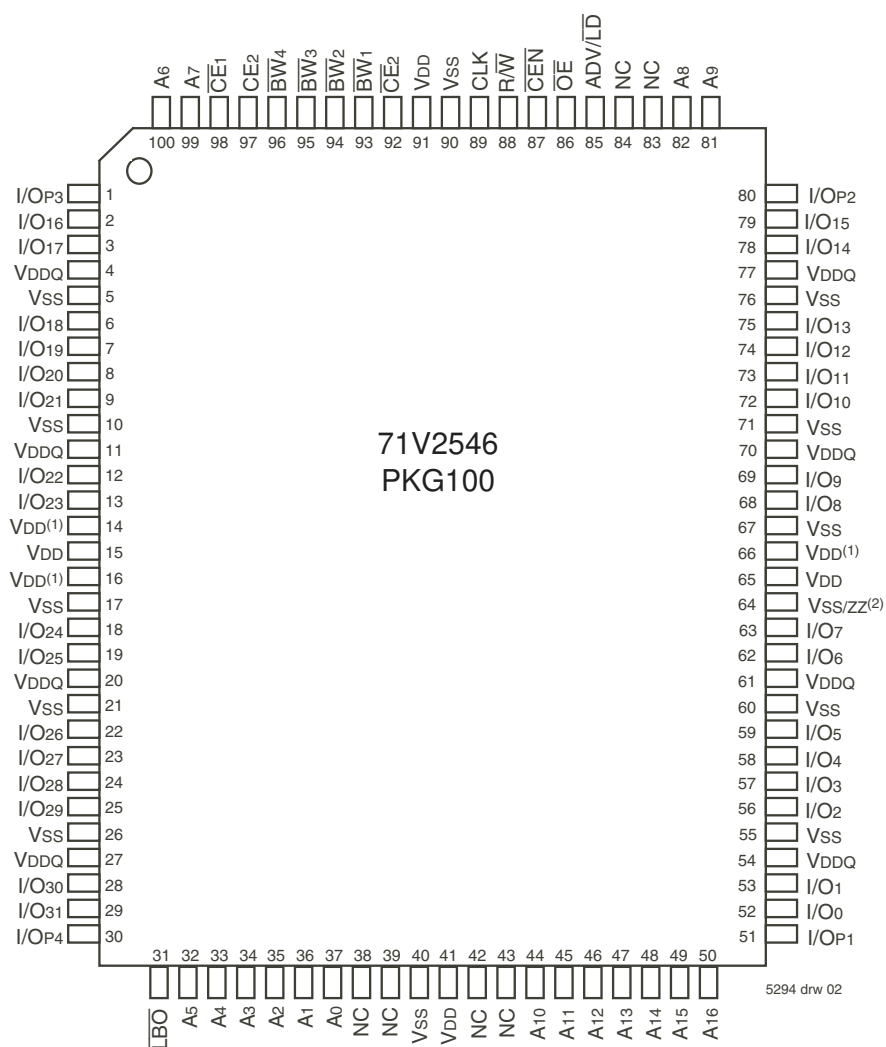 A6 A7 CE1 CE2 BW4 BW3 BW2 BW1 CE2 VDD VSS CLK R/W CEN OE ADV/LD NC NC A8 A9
100 99 98 97 96 95 94 93 92 91 90 89 88 87 86 85 84 83 82 81
I/OP3 1 80 I/OP2
I/O16 2 79 I/O15
I/O17 3 78 I/O14
VDDQ 4 77 VDDQ
VSS 5 76 VSS
I/O18 6 75 I/O13
I/O19 7 74 I/O12
I/O20 8 73 I/O11
I/O21 9 72 I/O10
VSS 10 71 VSS
VDDQ 11 70 VDDQ
I/O22 12 69 I/O9
I/O23 13 68 I/O8
VDD(1) 14 67 VSS
VDD 15 66 VDD(1)
VDD(1) 16 65 VDD
VSS 17 64 VSS/ZZ(2)
I/O24 18 63 I/O7
I/O25 19 62 I/O6
VDDQ 20 61 VDDQ
VSS 21 60 VSS
I/O26 22 59 I/O5
I/O27 23 58 I/O4
I/O28 24 57 I/O3
I/O29 25 56 I/O2
VSS 26 55 VSS
VDDQ 27 54 VDDQ
I/O30 28 53 I/O1
I/O31 29 52 I/O0
I/OP4 30 51 I/OP1
71V2546
PKG100
31 32 33 34 35 36 37 38 39 40 41 42 43 44 45 46 47 48 49 50
LBO A5 A4 A3 A2 A1 A0 NC NC VSS VDD NC NC A10 A11 A12 A13 A14 A15 A16
5294 drw 02